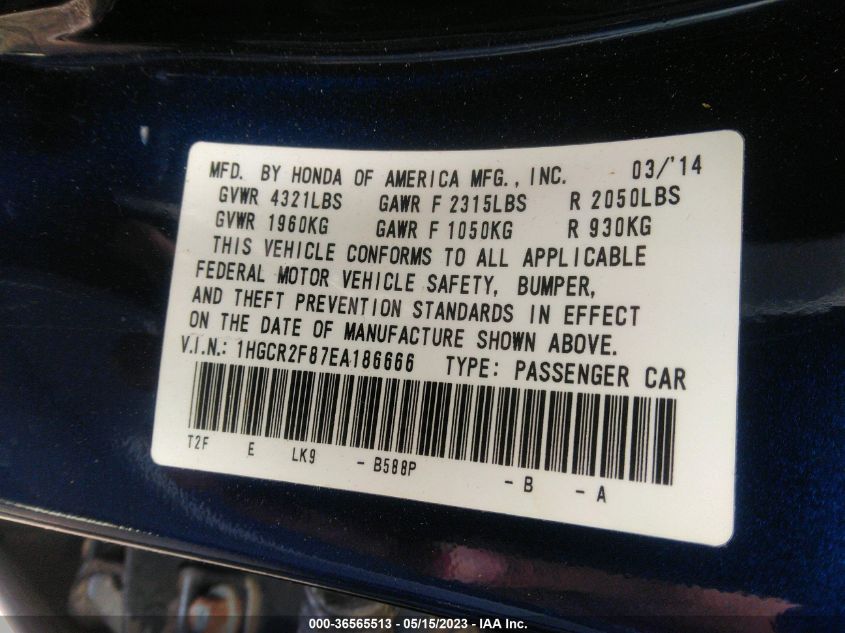 MFD. BY HONDA OF AMERICA MFG., INC. 03/'14
GVWR 4321LBS GAWR F 2315LBS R 2050LBS
GVWR 1960KG GAWR F 1050KG R 930KG
THIS VEHICLE CONFORMS TO ALL APPLICABLE
FEDERAL MOTOR VEHICLE SAFETY, BUMPER,
AND THEFT PREVENTION STANDARDS IN EFFECT
ON THE DATE OF MANUFACTURE SHOWN ABOVE.
V.I.N.: 1HGCR2F87EA186666 TYPE: PASSENGER CAR
T2F E LK9 - B588P - B - A
000-36565513 - 05/15/2023 - IAA Inc.